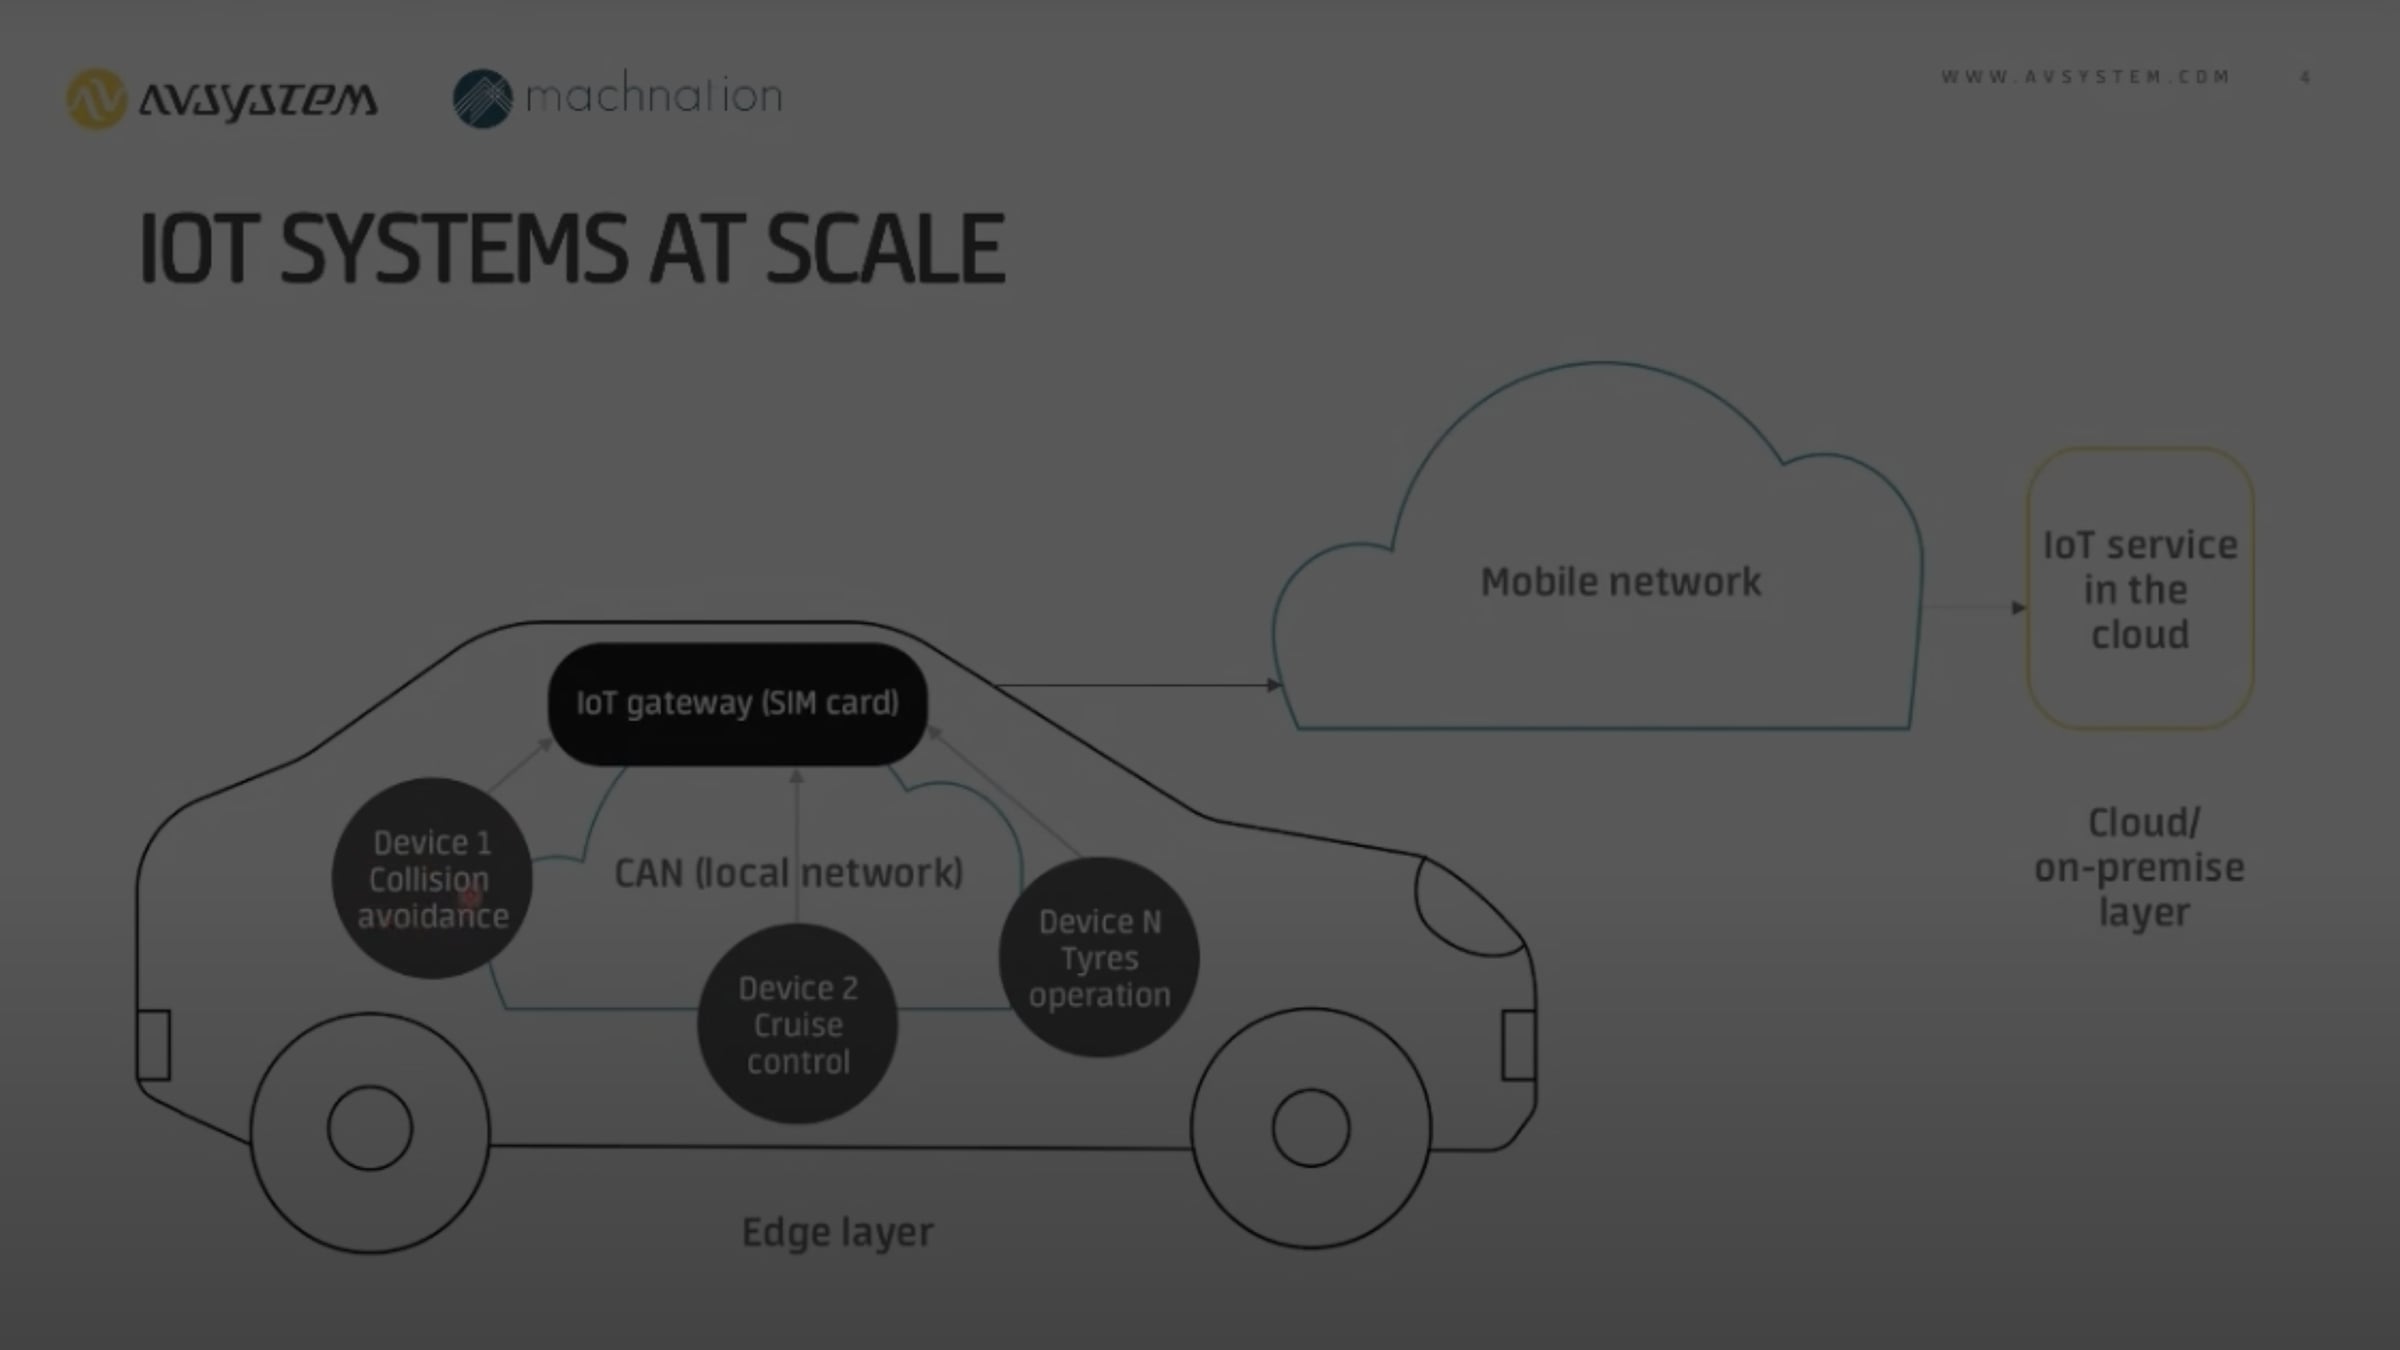 AVSYSTEM
machnation
WWW.AVSYSTEM.COM 4
IOT SYSTEMS AT SCALE
Mobile network
IoT service
in the
cloud
IoT gateway (SIM card)
Device 1
Collision
avoidance
CAN (local network)
Device 2
Cruise
control
Device N
Tyres
operation
Cloud/
on-premise
layer
Edge layer